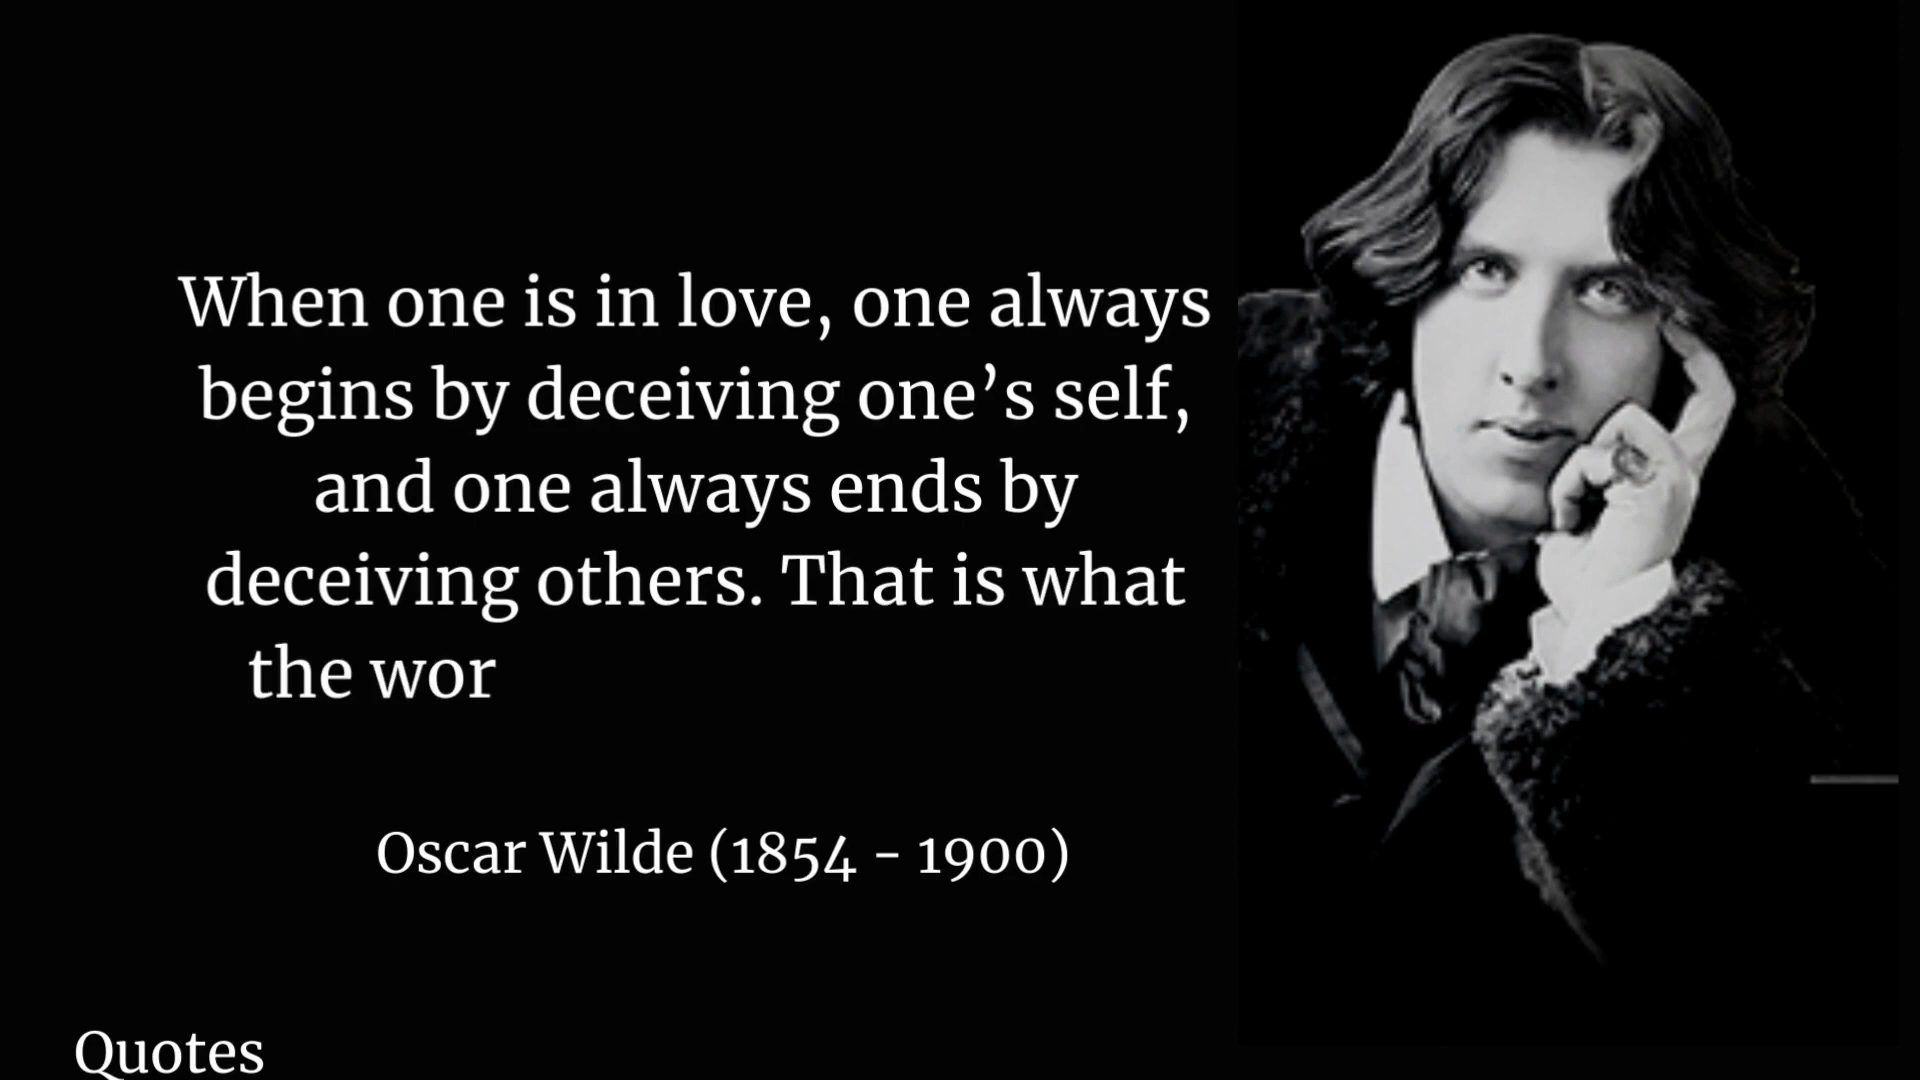 When one is in love, one always
begins by deceiving one’s self,
and one always ends by
deceiving others. That is what
the wor
Oscar Wilde (1854 - 1900)
Quotes